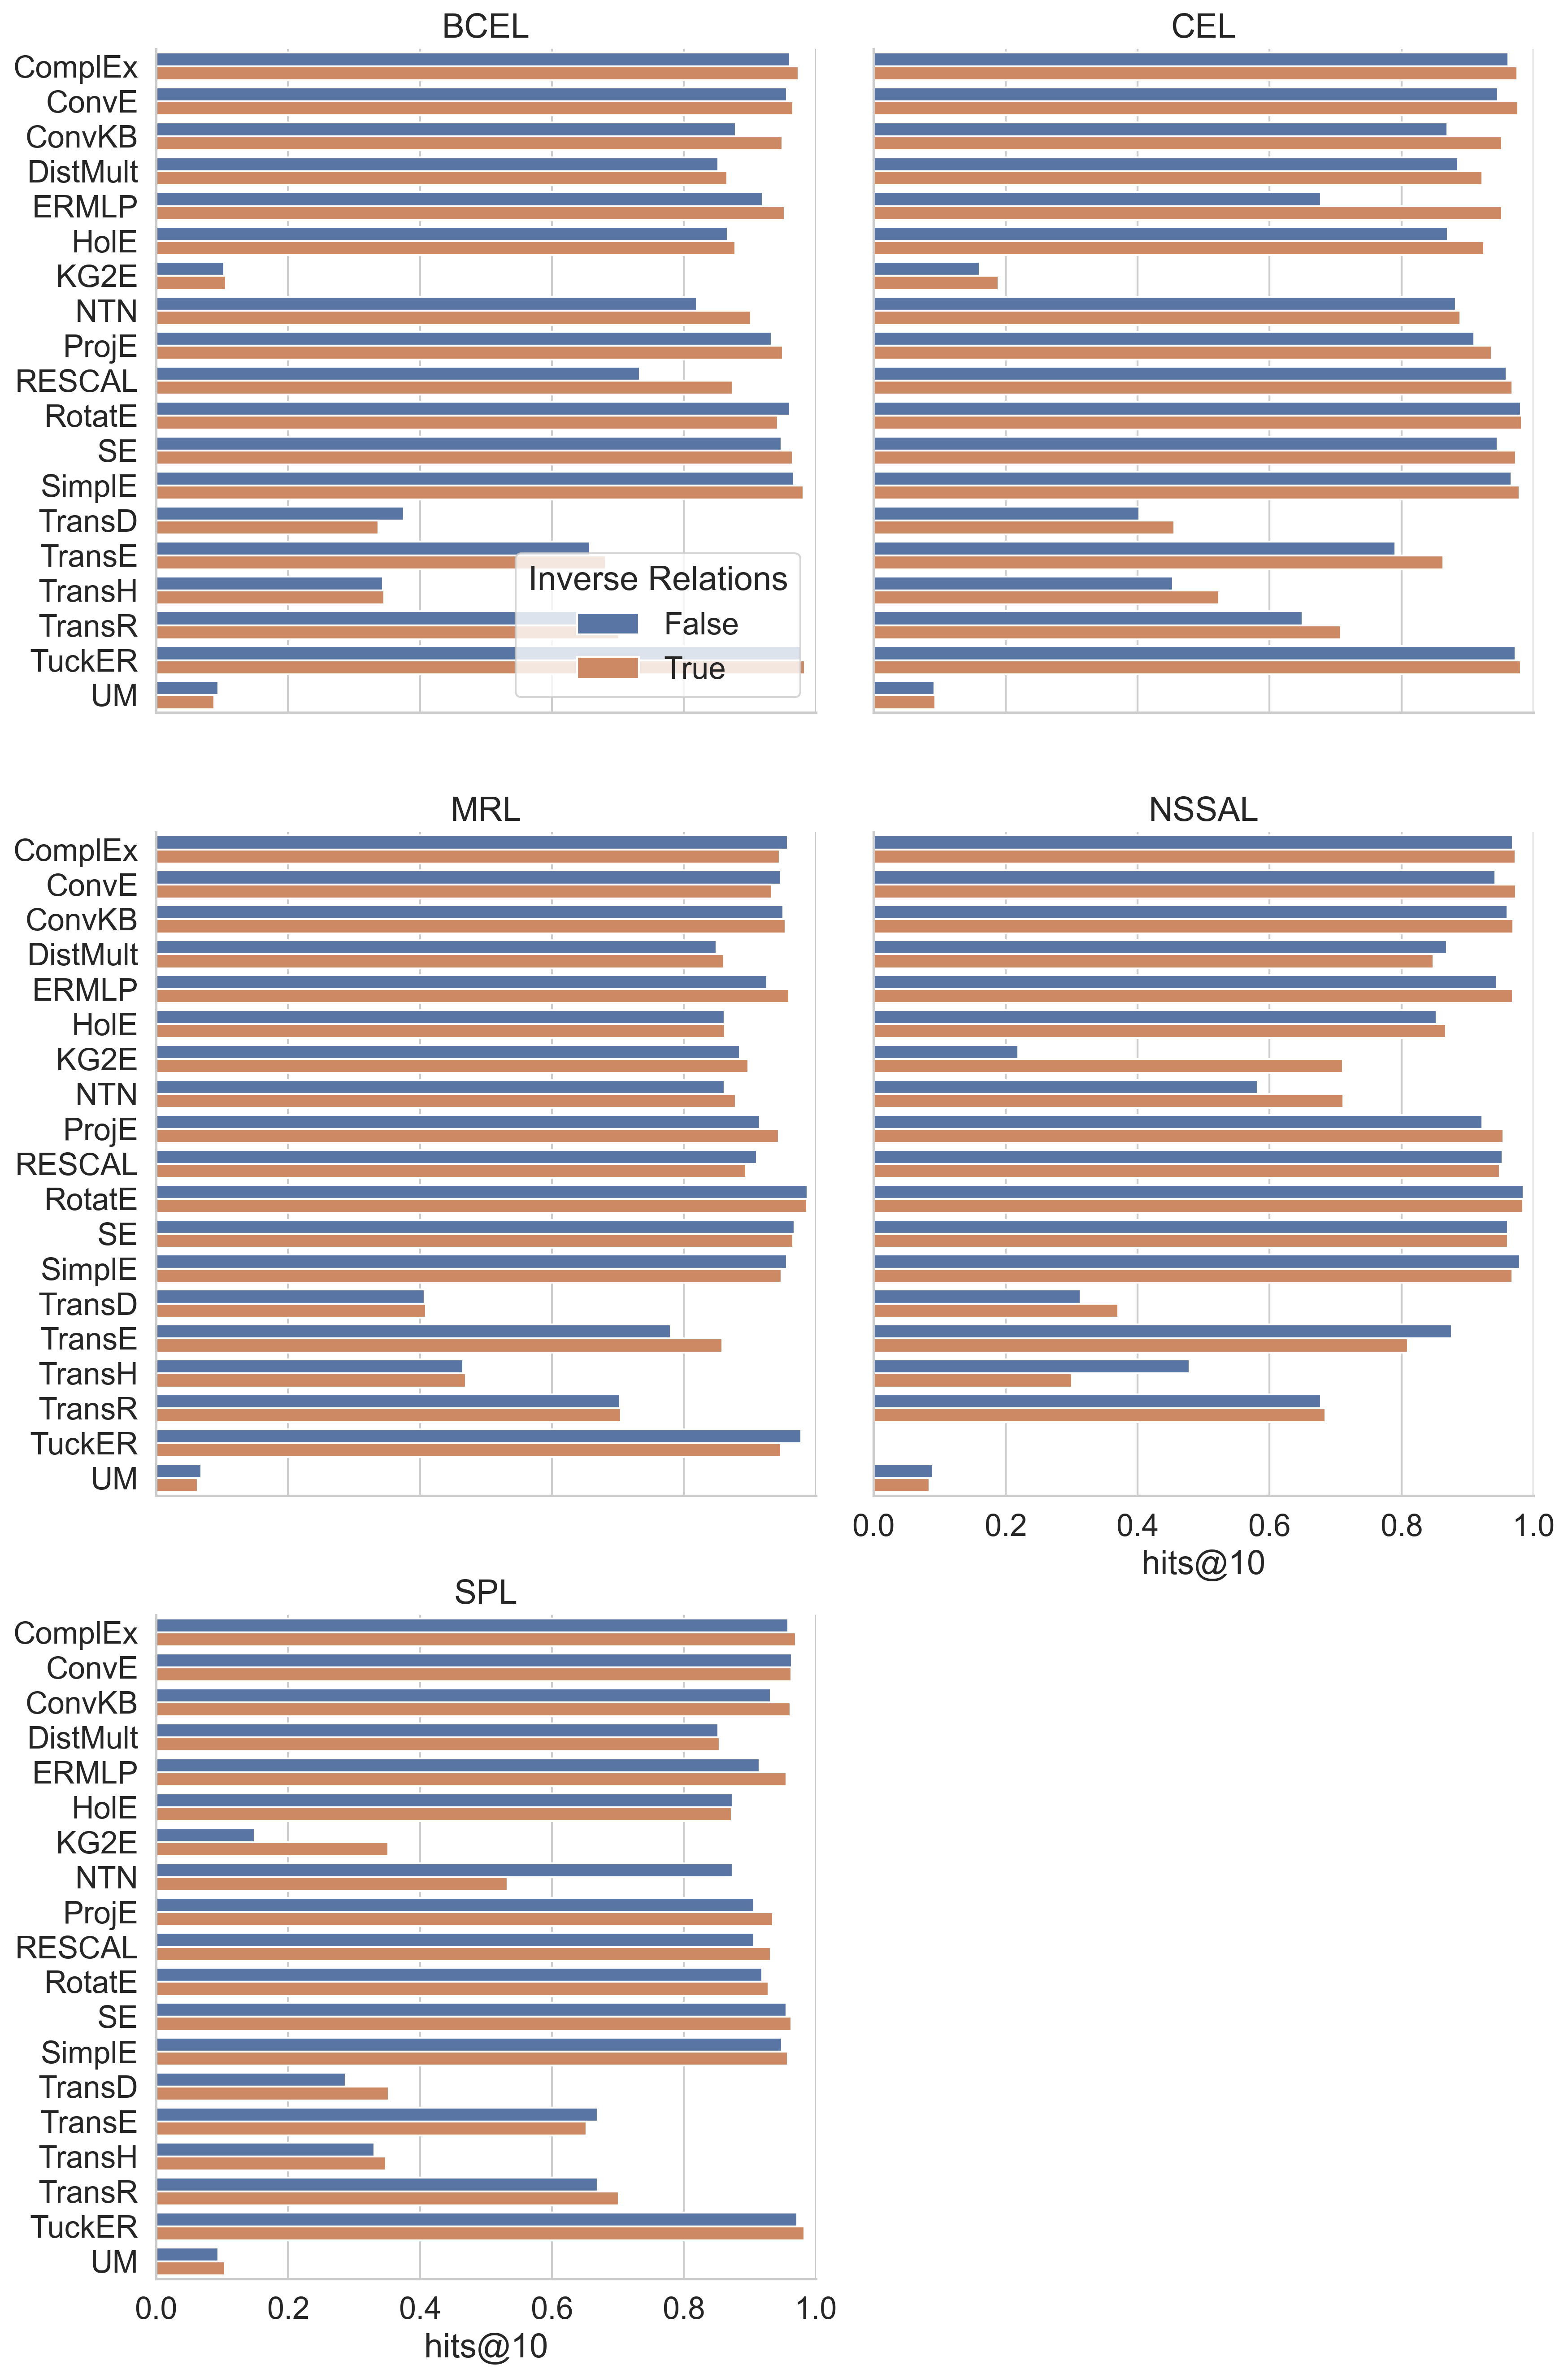 BCEL
CEL
ComplEx
ConvE
ConvKB
DistMult
ERMLP
HolE
KG2E
NTN
ProjE
RESCAL
RotatE
SE
SimplE
TransD
TransE
TransH
TransR
TuckER
UM
Inverse Relations
False
True
MRL
NSSAL
ComplEx
ConvE
ConvKB
DistMult
ERMLP
HolE
KG2E
NTN
ProjE
RESCAL
RotatE
SE
SimplE
TransD
TransE
TransH
TransR
TuckER
UM
0.0 0.2 0.4 0.6 0.8 1.0
hits@10
SPL
ComplEx
ConvE
ConvKB
DistMult
ERMLP
HolE
KG2E
NTN
ProjE
RESCAL
RotatE
SE
SimplE
TransD
TransE
TransH
TransR
TuckER
UM
0.0 0.2 0.4 0.6 0.8 1.0
hits@10